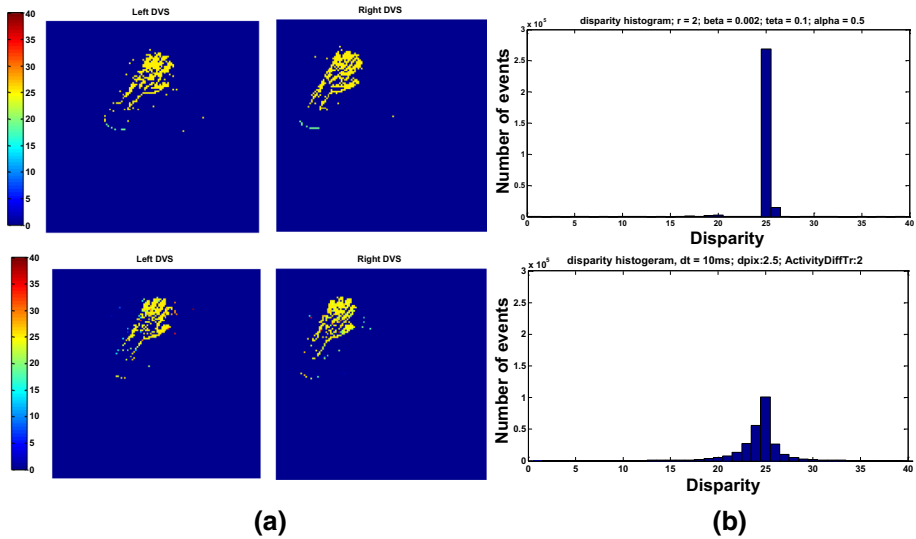 Left DVS
Right DVS
40
35
30
25
20
15
10
5
0
disparity histogram; r = 2; beta = 0.002; teta = 0.1; alpha = 0.5
x 10^5
3
2.5
2
1.5
1
0.5
0
Number of events
0 5 10 15 20 25 30 35 40
Disparity
Left DVS
Right DVS
40
35
30
25
20
15
10
5
0
disparity histogeram, dt = 10ms; dpix:2.5; ActivityDiffTr:2
x 10^5
3
2.5
2
1.5
1
0.5
0
Number of events
0 5 10 15 20 25 30 35 40
Disparity
(a)
(b)